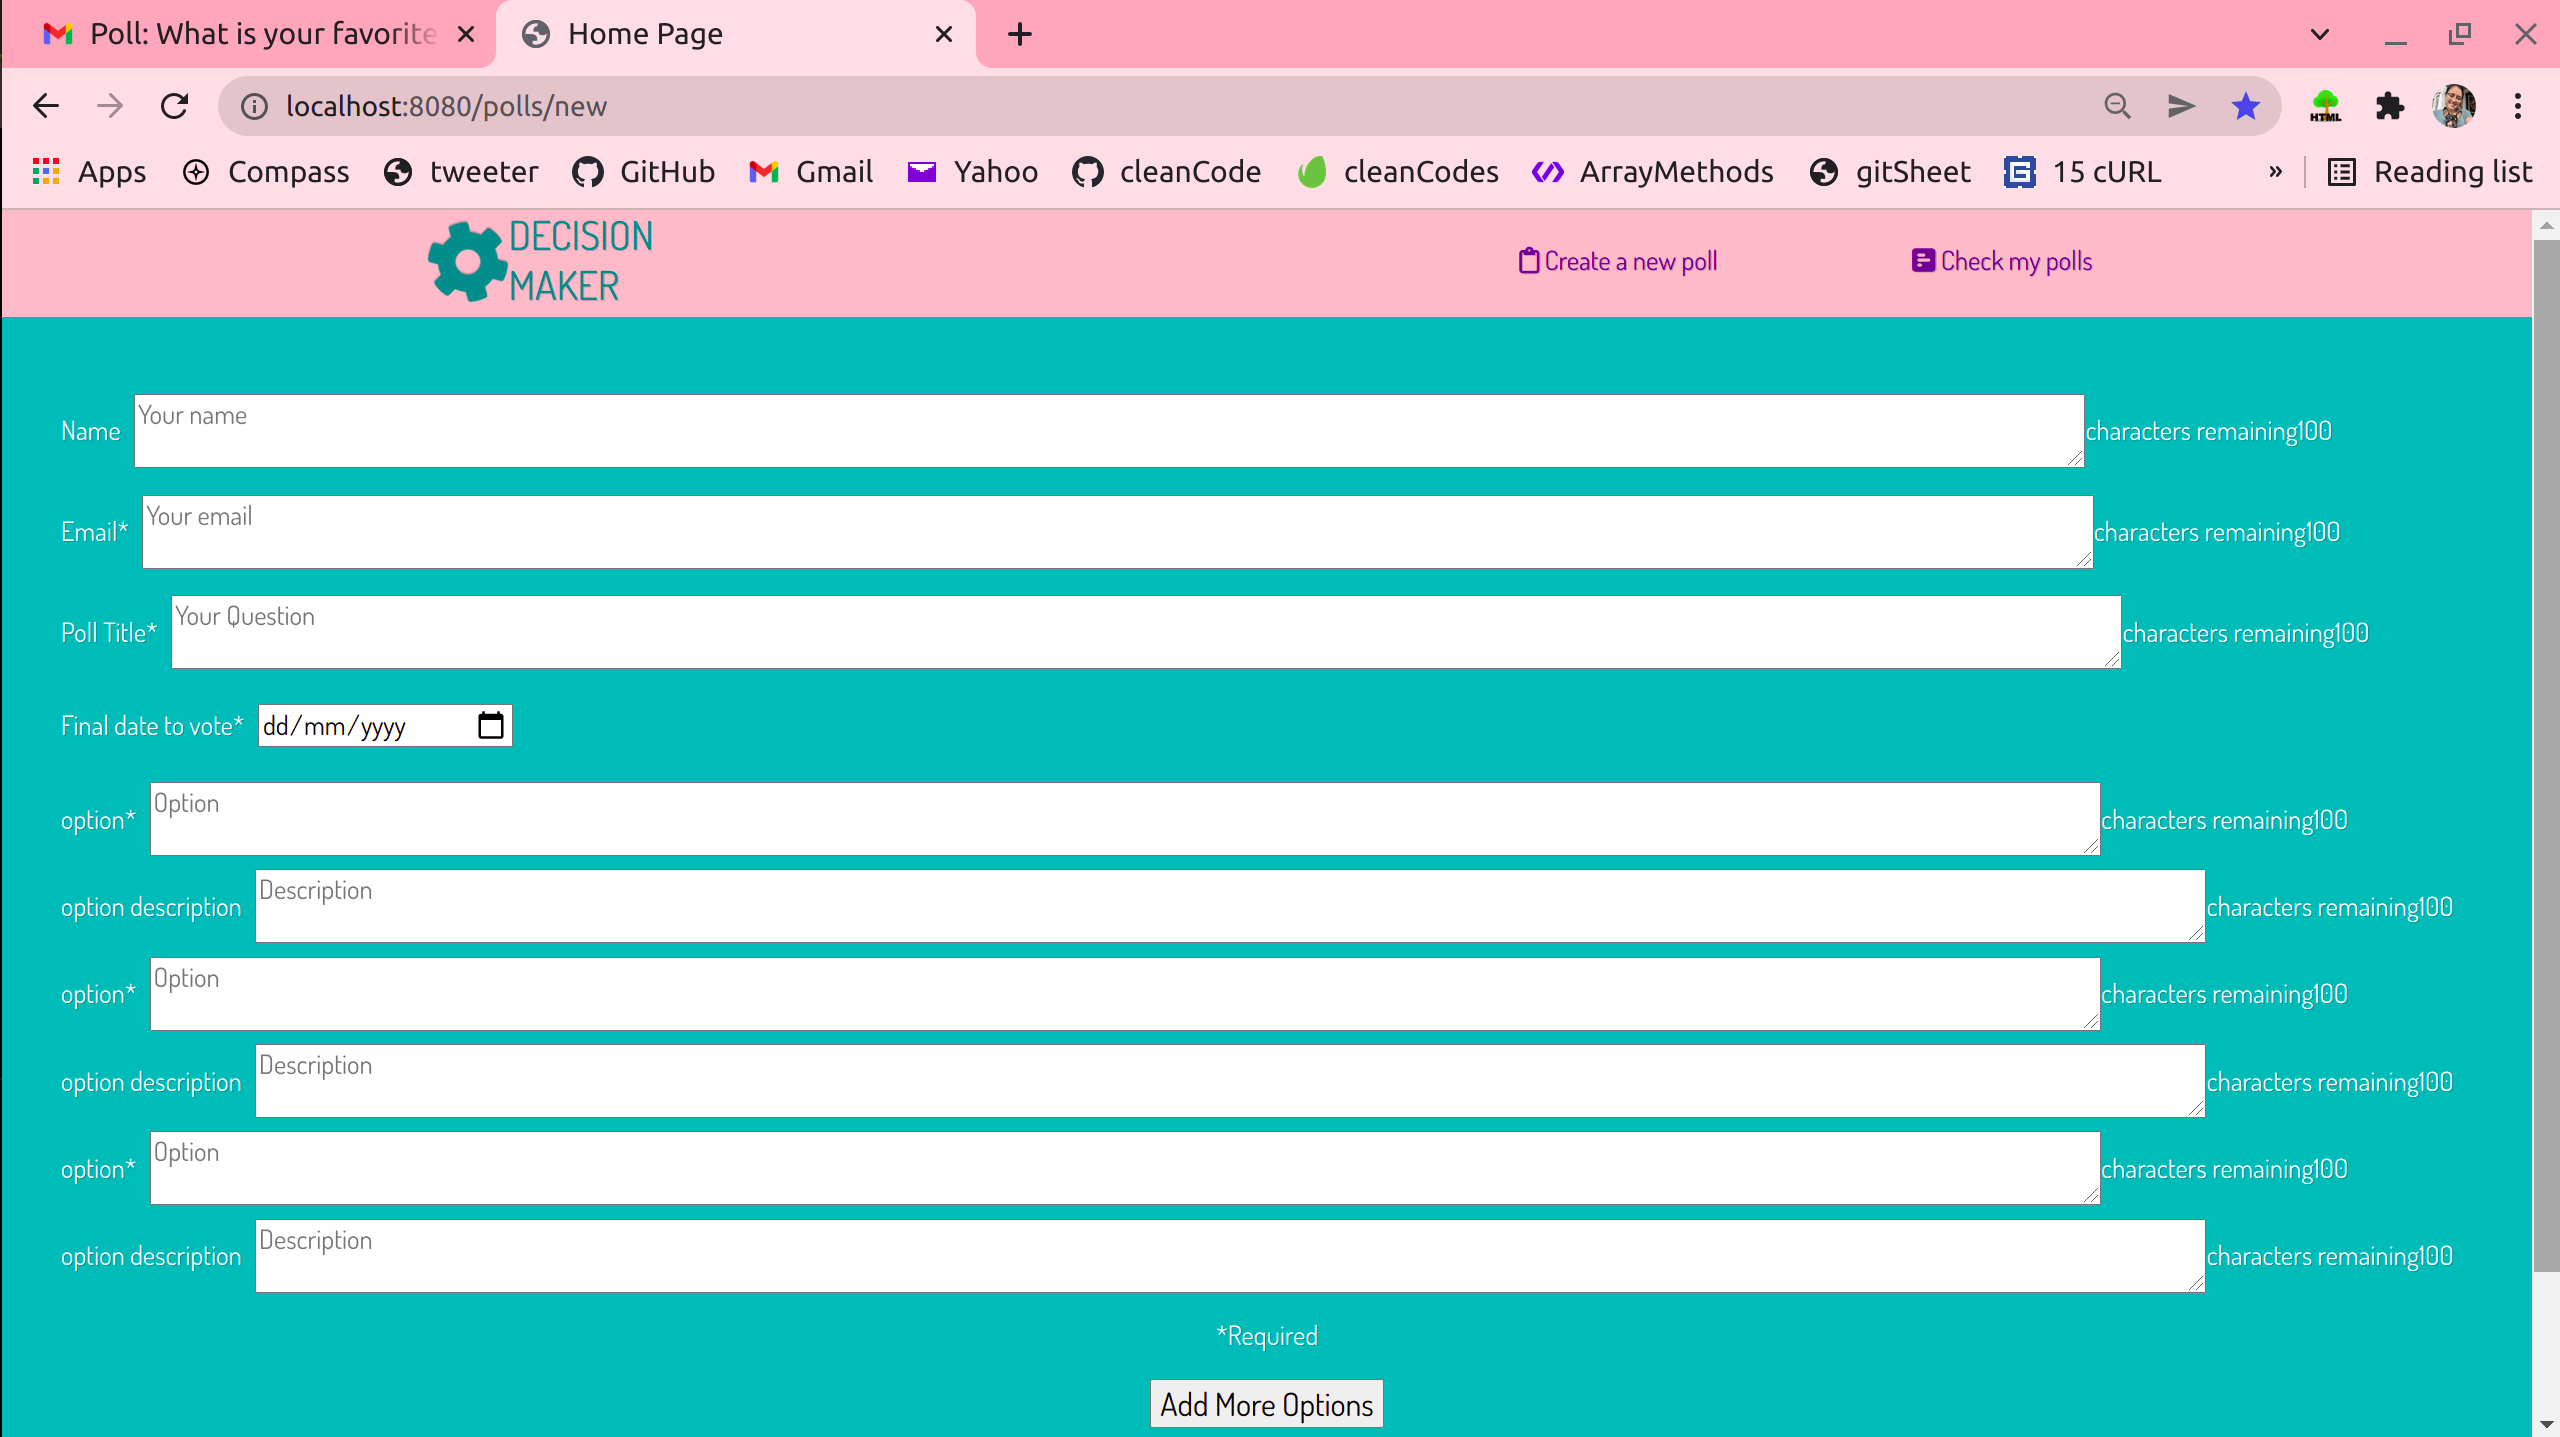 Poll: What is your favorite
Home Page
localhost:8080/polls/new
Apps Compass tweeter GitHub Gmail Yahoo cleanCode cleanCodes ArrayMethods gitSheet 15 cURL » Reading list
HTML
DECISION
MAKER
Create a new poll
Check my polls
Name Your name characters remaining100
Email* Your email characters remaining100
Poll Title* Your Question characters remaining100
Final date to vote* dd/mm/yyyy
option* Option characters remaining100
option description Description characters remaining100
option* Option characters remaining100
option description Description characters remaining100
option* Option characters remaining100
option description Description characters remaining100
*Required
Add More Options